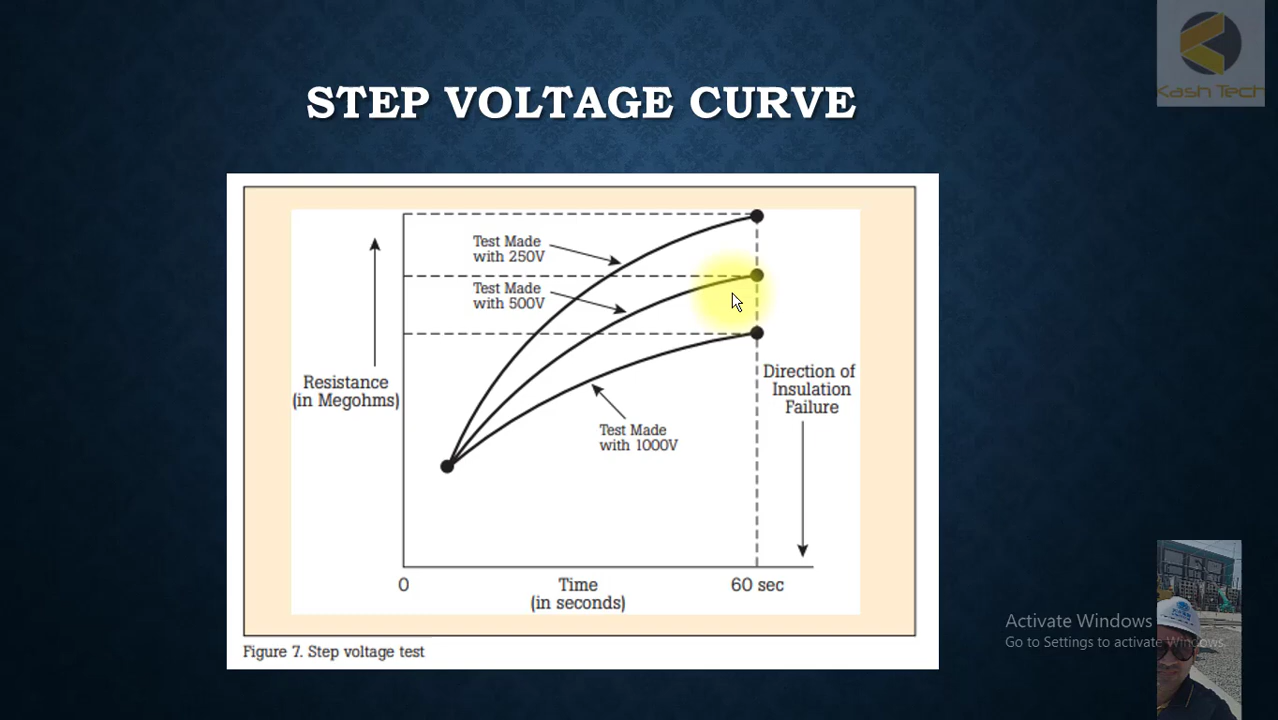 Kash Tech
STEP VOLTAGE CURVE
Test Made
with 250V
Test Made
with 500V
Resistance
(in Megohms)
Direction of
Insulation
Failure
Test Made
with 1000V
0
Time
(in seconds)
60 sec
Figure 7. Step voltage test
Activate Windows
Go to Settings to activate Windows.